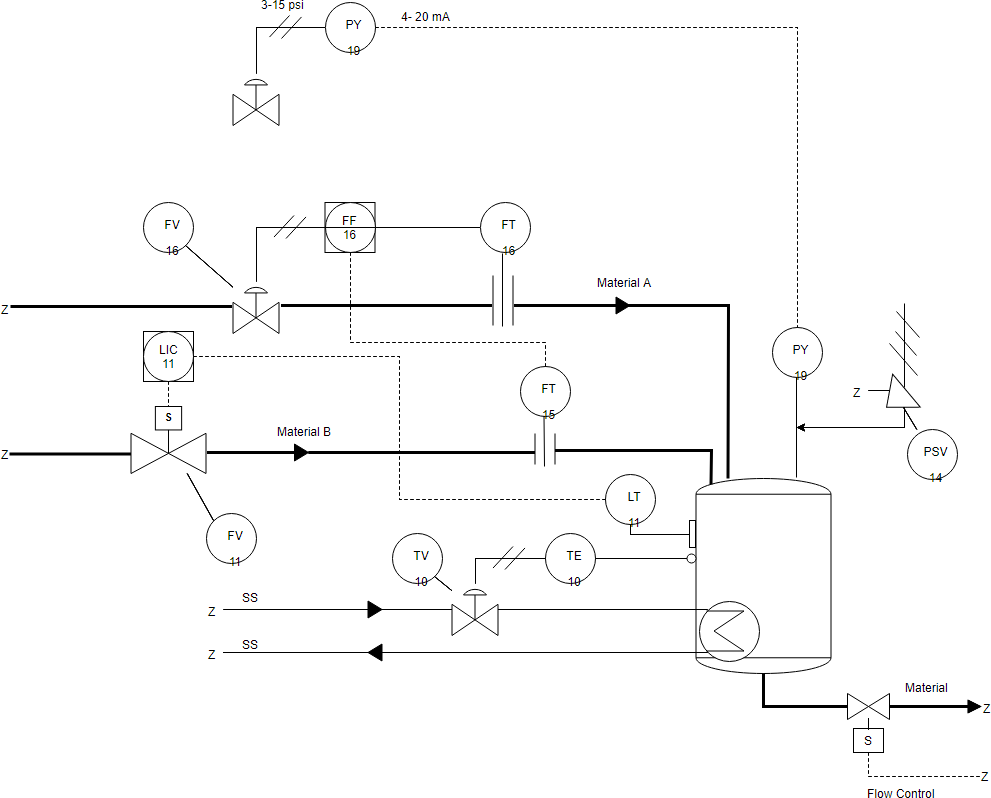 3-15 psi
PY
19
4- 20 mA
FV
16
FF
16
FT
16
Material A
Z
LIC
11
PY
19
S
FT
15
Z
PSV
14
Material B
Z
LT
11
FV
11
TV
10
TE
10
SS
Z
SS
Z
Material
Z
S
Z
Flow Control